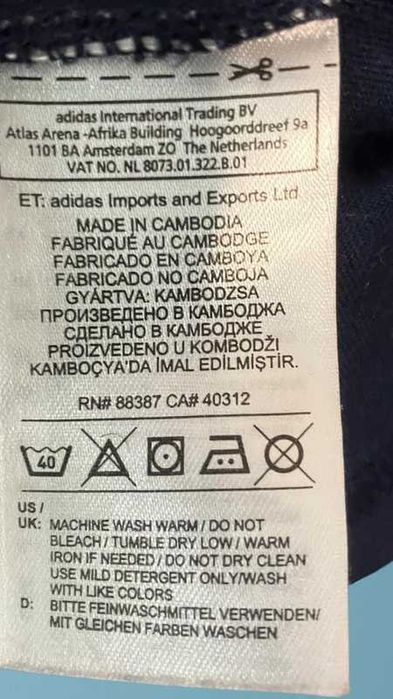 adidas International Trading BV
Atlas Arena -Afrika Building Hoogoorddreef 9a
1101 BA Amsterdam ZO The Netherlands
VAT NO. NL 8073.01.322.B.01
ET: adidas Imports and Exports Ltd
MADE IN CAMBODIA
FABRIQUÉ AU CAMBODGE
FABRICADO EN CAMBOYA
FABRICADO NO CAMBOJA
GYÁRTVA: KAMBODZSA
ПРОИЗВЕДЕНО В КАМБОДЖА
СДЕЛАНО В КАМБОДЖЕ
PROİZVEDENO U KOMBODŽI
KAMBOÇYA'DA İMAL EDİLMİŞTİR.
RN# 88387 CA# 40312
40
US /
UK: MACHINE WASH WARM / DO NOT
BLEACH / TUMBLE DRY LOW / WARM
IRON IF NEEDED / DO NOT DRY CLEAN
USE MILD DETERGENT ONLY/WASH
WITH LIKE COLORS
D: BITTE FEINWASCHMITTEL VERWENDEN/
MIT GLEICHEN FARBEN WASCHEN